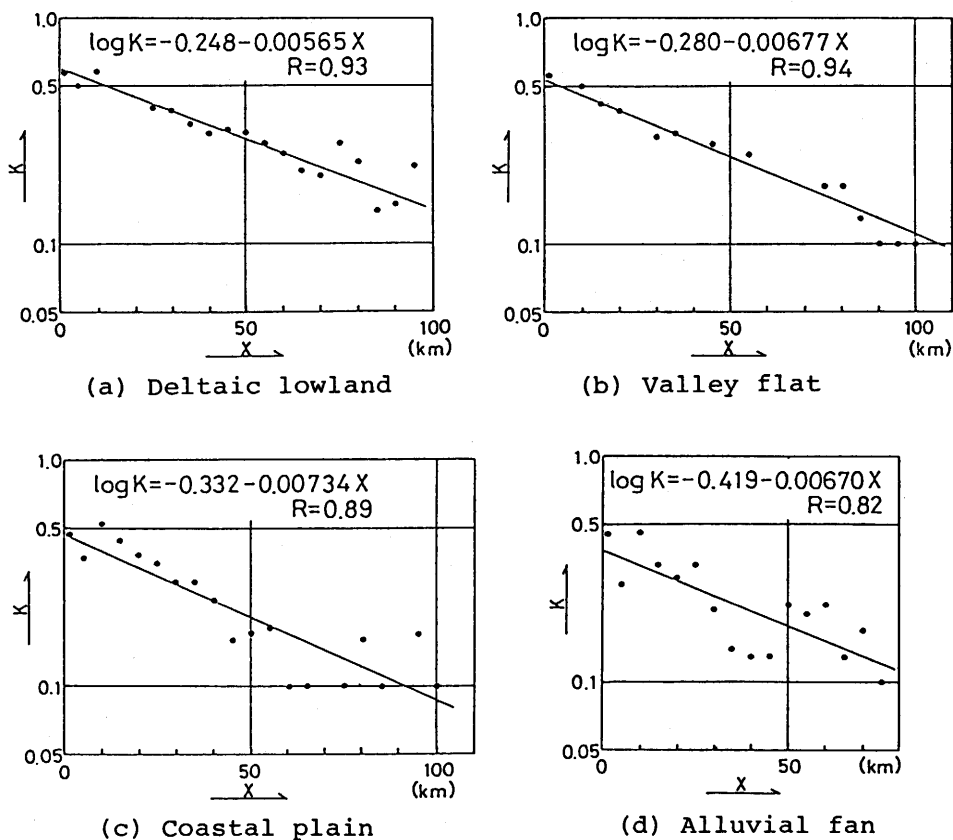 1.0
logK=-0.248-0.00565X
R=0.93
0.5
K
0.1
0.05
0
50
100
X
(km)
(a) Deltaic lowland
1.0
logK=-0.280-0.00677X
R=0.94
0.5
K
0.1
0.05
0
50
100
X
(km)
(b) Valley flat
1.0
logK=-0.332-0.00734X
R=0.89
0.5
K
0.1
0.05
0
50
100
(km)
X
(c) Coastal plain
1.0
logK=-0.419-0.00670X
R=0.82
0.5
K
0.1
0.05
0
50
(km)
X
(d) Alluvial fan